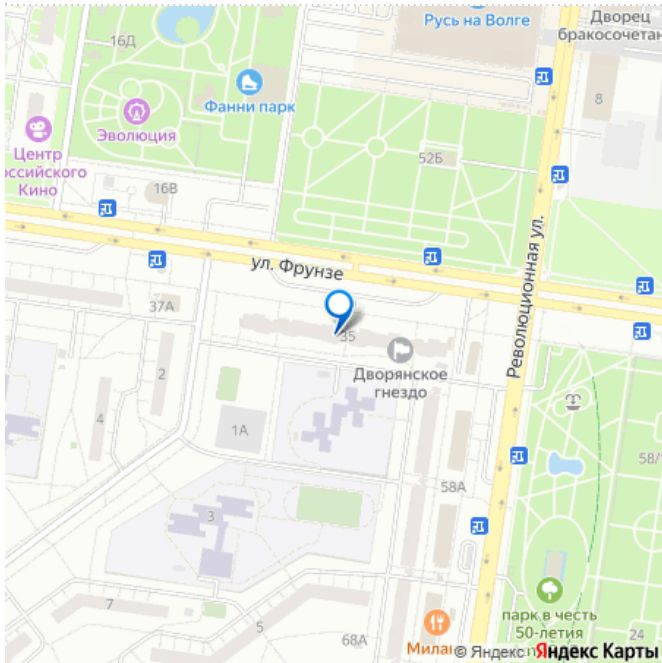 Русь на Волге
Дворец
бракосочетан
16Д
8
Фанни парк
Эволюция
Центр
оссийского
Кино
52Б
16В
ул. Фрунзе
Революционная ул.
37А
35
Дворянское
гнездо
2
4
1А
58/
58А
3
7
5
68А
Милан
парк в честь
50-летия
24
© Яндекс Яндекс Карты